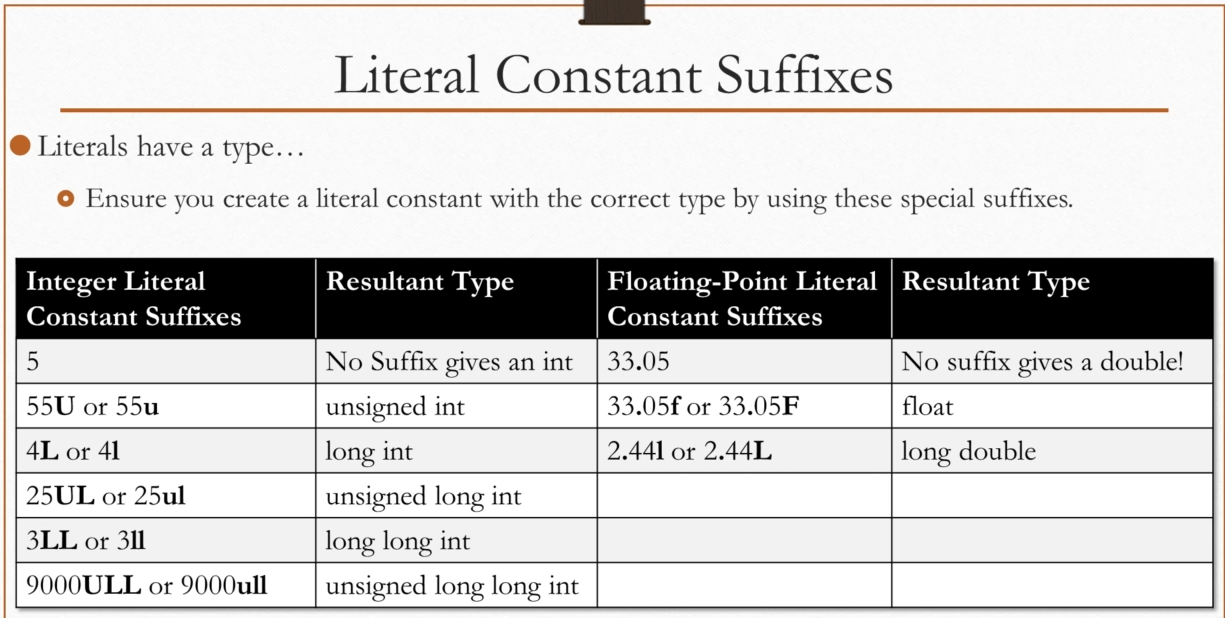 Literal Constant Suffixes
Literals have a type…
Ensure you create a literal constant with the correct type by using these special suffixes.
Integer Literal Constant Suffixes Resultant Type Floating-Point Literal Constant Suffixes Resultant Type
5 No Suffix gives an int 33.05 No suffix gives a double!
55U or 55u unsigned int 33.05f or 33.05F float
4L or 4l long int 2.44l or 2.44L long double
25UL or 25ul unsigned long int
3LL or 3ll long long int
9000ULL or 9000ull unsigned long long int